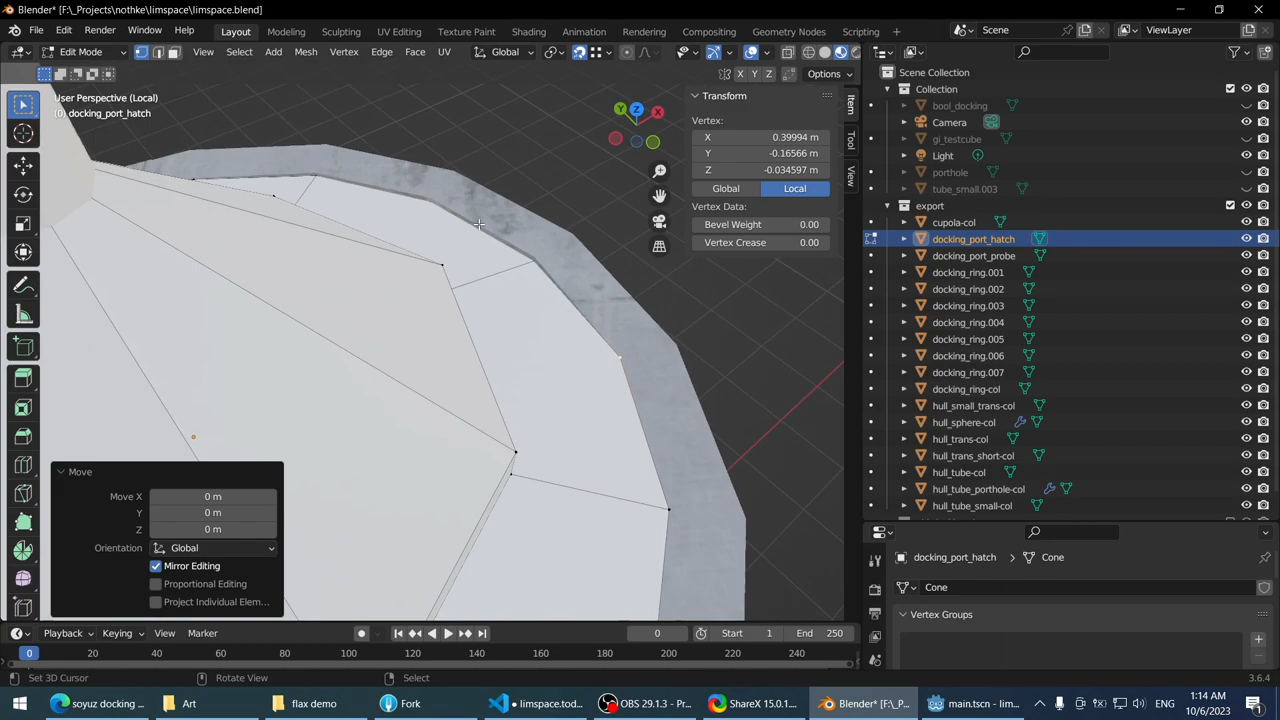 Blender* [F:\_nothke\limspace\limspace.blend]
File Edit Render Window Help Layout Modeling Sculpting UV Editing Texture Paint Shading Animation Rendering Compositing Geometry Nodes Scripting Scene ViewLayer
Edit Mode View Select Add Mesh Vertex Edge Face UV Global
X Y Z Options
User Perspective (Local)
(0) docking_port_hatch
Y Z X
Transform
Vertex:
X 0.39994 m
Y -0.16566 m
Z -0.034597 m
Global Local
Vertex Data:
Bevel Weight 0.00
Vertex Crease 0.00
Item
Tool
View
Scene Collection
Collection
bool_docking
Camera
gi_testcube
Light
porthole
tube_small.003
export
cupola-col
docking_port_hatch
docking_port_probe
docking_ring.001
docking_ring.002
docking_ring.003
docking_ring.004
docking_ring.005
docking_ring.006
docking_ring.007
docking_ring-col
hull_small_trans-col
hull_sphere-col
hull_trans-col
hull_trans_short-col
hull_tube-col
hull_tube_porthole-col
hull_tube_small-col
Move
Move X 0 m
Y 0 m
Z 0 m
Orientation Global
Mirror Editing
Proportional Editing
Project Individual Elem...
docking_port_hatch Cone
Cone
Vertex Groups
Playback Keying View Marker 0 Start 1 End 250
0 20 40 60 80 100 120 140 160 180 200 220 240
Set 3D Cursor Rotate View Select 3.6.4
soyuz docking ... Art flax demo Fork • limspace.tod... OBS 29.1.3 - Pr... ShareX 15.0.1... Blender* [F:\_P... main.tscn - lim... 1:14 AM
10/6/2023